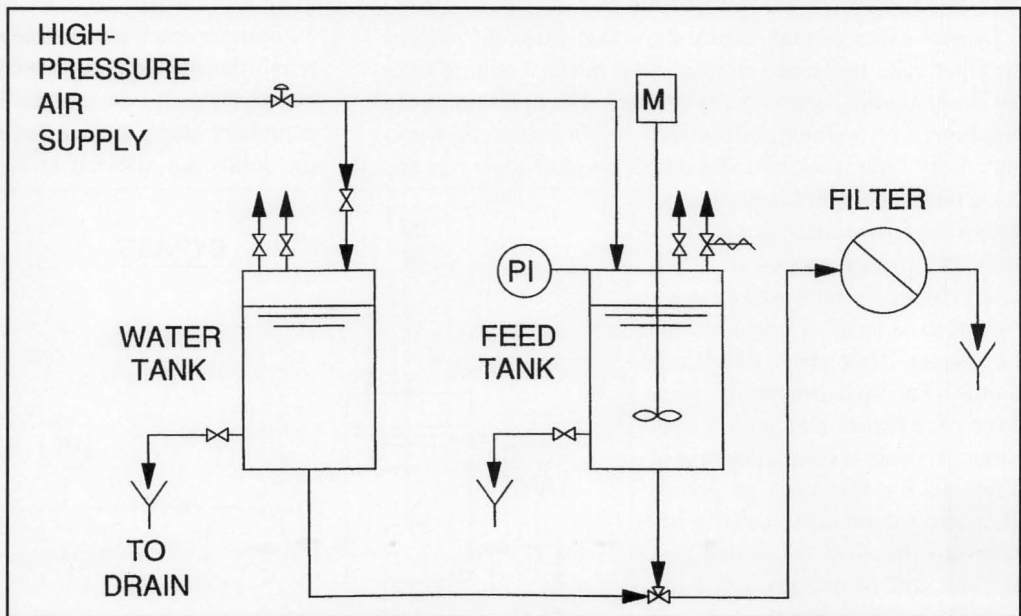 HIGH-
PRESSURE
AIR
SUPPLY
M
FILTER
PI
WATER
TANK
FEED
TANK
TO
DRAIN